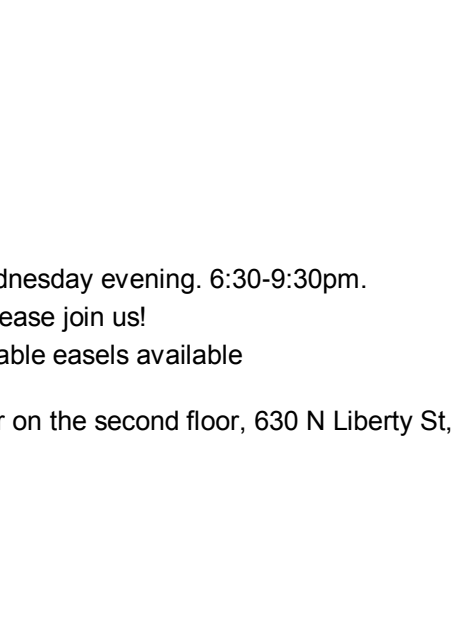 dnesday evening. 6:30-9:30pm.
ease join us!
able easels available
r on the second floor, 630 N Liberty St,